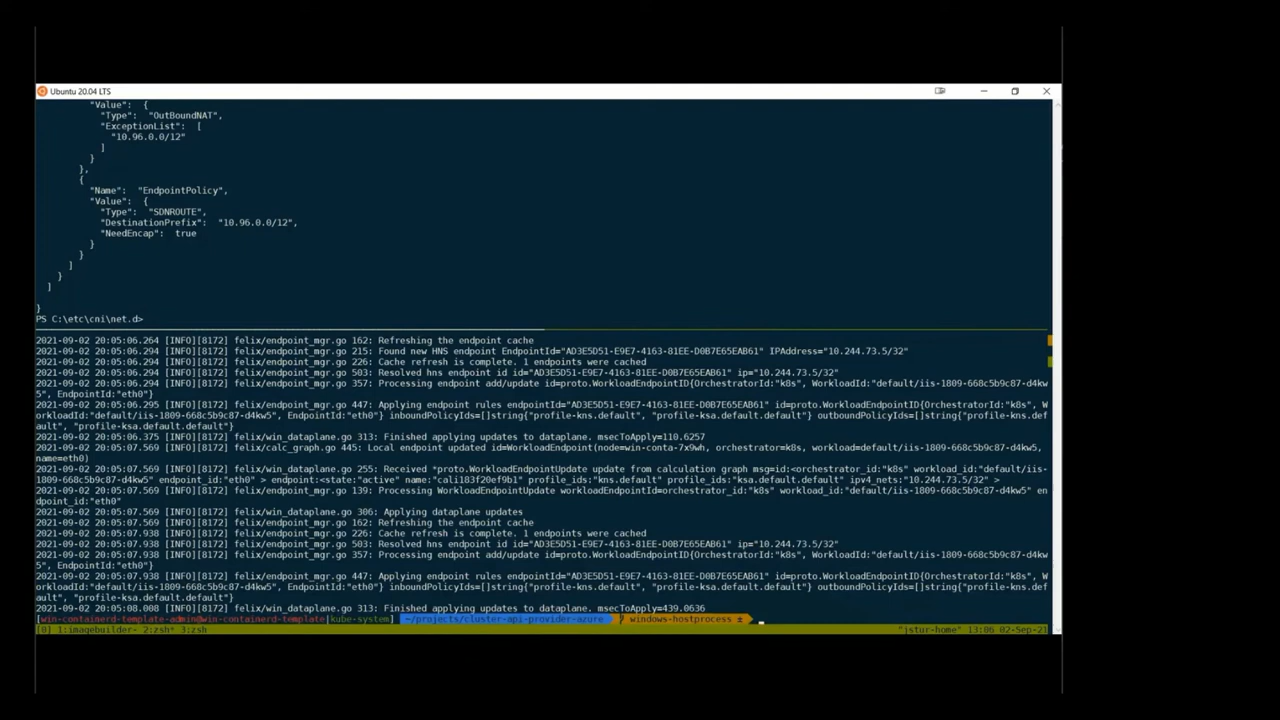 Ubuntu 20.04 LTS
"Value": {
"Type": "OutBoundNAT",
"ExceptionList": [
"10.96.0.0/12"
]
}
},
{
"Name": "EndpointPolicy",
"Value": {
"Type": "SDNROUTE",
"DestinationPrefix": "10.96.0.0/12",
"NeedEncap": true
}
}
]
}
]
}
PS C:\etc\cni\net.d>
2021-09-02 20:05:06.264 [INFO][8172] felix/endpoint_mgr.go 162: Refreshing the endpoint cache
2021-09-02 20:05:06.294 [INFO][8172] felix/endpoint_mgr.go 215: Found new HNS endpoint EndpointId="AD3E5D51-E9E7-4163-81EE-D0B7E65EAB61" IPAddress="10.244.73.5/32"
2021-09-02 20:05:06.294 [INFO][8172] felix/endpoint_mgr.go 226: Cache refresh is complete. 1 endpoints were cached
2021-09-02 20:05:06.294 [INFO][8172] felix/endpoint_mgr.go 503: Resolved hns endpoint id id="AD3E5D51-E9E7-4163-81EE-D0B7E65EAB61" ip="10.244.73.5/32"
2021-09-02 20:05:06.294 [INFO][8172] felix/endpoint_mgr.go 357: Processing endpoint add/update id=proto.WorkloadEndpointID{OrchestratorId:"k8s", WorkloadId:"default/iis-1809-668c5b9c87-d4kw
5", EndpointId:"eth0"}
2021-09-02 20:05:06.295 [INFO][8172] felix/endpoint_mgr.go 447: Applying endpoint rules endpointId="AD3E5D51-E9E7-4163-81EE-D0B7E65EAB61" id=proto.WorkloadEndpointID{OrchestratorId:"k8s", W
orkloadId:"default/iis-1809-668c5b9c87-d4kw5", EndpointId:"eth0"} inboundPolicyIds=[]string{"profile-kns.default", "profile-ksa.default.default"} outboundPolicyIds=[]string{"profile-kns.def
ault", "profile-ksa.default.default"}
2021-09-02 20:05:06.375 [INFO][8172] felix/win_dataplane.go 313: Finished applying updates to dataplane. msecToApply=110.6257
2021-09-02 20:05:07.569 [INFO][8172] felix/calc_graph.go 445: Local endpoint updated id=WorkloadEndpoint(node=win-conta-7x9wh, orchestrator=k8s, workload=default/iis-1809-668c5b9c87-d4kw5,
name=eth0)
2021-09-02 20:05:07.569 [INFO][8172] felix/win_dataplane.go 255: Received *proto.WorkloadEndpointUpdate update from calculation graph msg=id:<orchestrator_id:"k8s" workload_id:"default/iis-
1809-668c5b9c87-d4kw5" endpoint_id:"eth0" > endpoint:<state:"active" name:"cali183f20ef9b1" profile_ids:"kns.default" profile_ids:"ksa.default.default" ipv4_nets:"10.244.73.5/32" >
2021-09-02 20:05:07.569 [INFO][8172] felix/endpoint_mgr.go 139: Processing WorkloadEndpointUpdate workloadEndpointId=orchestrator_id:"k8s" workload_id:"default/iis-1809-668c5b9c87-d4kw5" en
dpoint_id:"eth0"
2021-09-02 20:05:07.569 [INFO][8172] felix/win_dataplane.go 306: Applying dataplane updates
2021-09-02 20:05:07.569 [INFO][8172] felix/endpoint_mgr.go 162: Refreshing the endpoint cache
2021-09-02 20:05:07.938 [INFO][8172] felix/endpoint_mgr.go 226: Cache refresh is complete. 1 endpoints were cached
2021-09-02 20:05:07.938 [INFO][8172] felix/endpoint_mgr.go 503: Resolved hns endpoint id id="AD3E5D51-E9E7-4163-81EE-D0B7E65EAB61" ip="10.244.73.5/32"
2021-09-02 20:05:07.938 [INFO][8172] felix/endpoint_mgr.go 357: Processing endpoint add/update id=proto.WorkloadEndpointID{OrchestratorId:"k8s", WorkloadId:"default/iis-1809-668c5b9c87-d4kw
5", EndpointId:"eth0"}
2021-09-02 20:05:07.938 [INFO][8172] felix/endpoint_mgr.go 447: Applying endpoint rules endpointId="AD3E5D51-E9E7-4163-81EE-D0B7E65EAB61" id=proto.WorkloadEndpointID{OrchestratorId:"k8s", W
orkloadId:"default/iis-1809-668c5b9c87-d4kw5", EndpointId:"eth0"} inboundPolicyIds=[]string{"profile-kns.default", "profile-ksa.default.default"} outboundPolicyIds=[]string{"profile-kns.def
ault", "profile-ksa.default.default"}
2021-09-02 20:05:08.008 [INFO][8172] felix/win_dataplane.go 313: Finished applying updates to dataplane. msecToApply=439.0636
[win-containerd-template-admin@win-containerd-template|kube-system] ~/projects/cluster-api-provider-azure windows-hostprocess ±
[0] 1:imagebuilder- 2:zsh* 3:zsh "jstur-home" 13:06 02-Sep-21